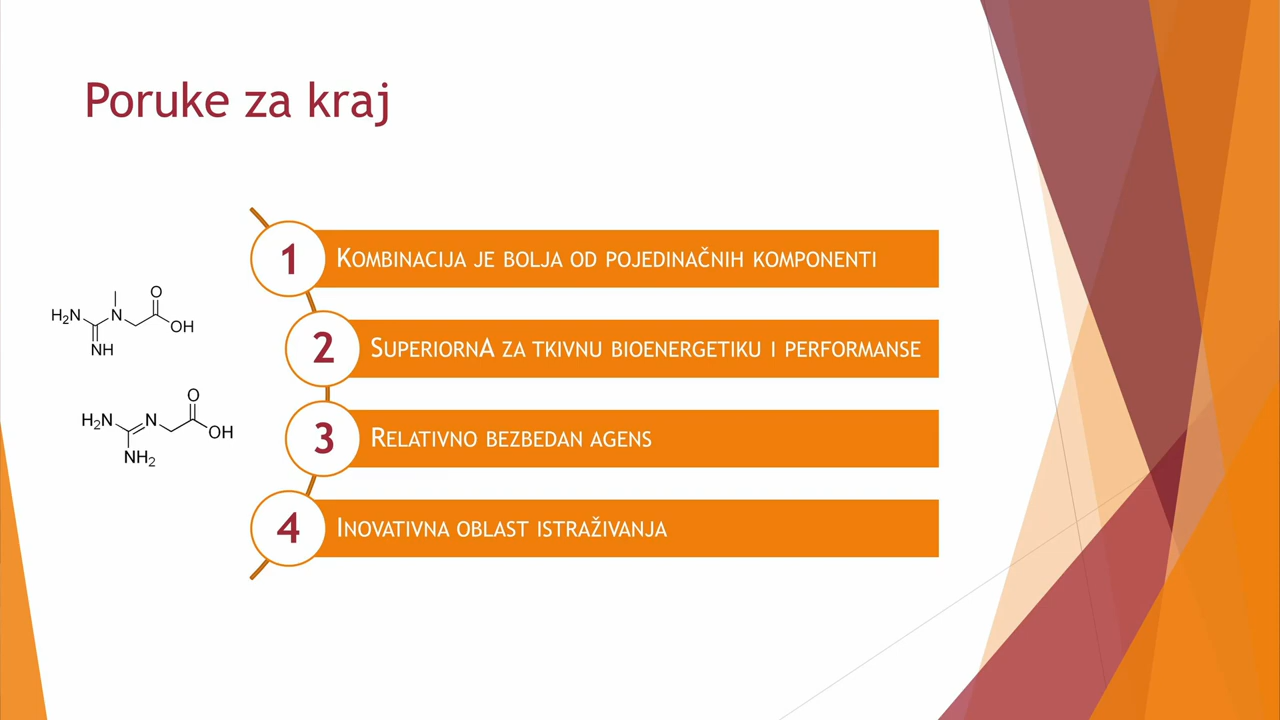 Poruke za kraj
1 KOMBINACIJA JE BOLJA OD POJEDINAČNIH KOMPONENTI
2 SUPERIORNA ZA TKIVNU BIOENERGETIKU I PERFORMANSE
3 RELATIVNO BEZBEDAN AGENS
4 INOVATIVNA OBLAST ISTRAŽIVANJA
O
H₂N N OH
NH
O
H₂N N OH
NH₂